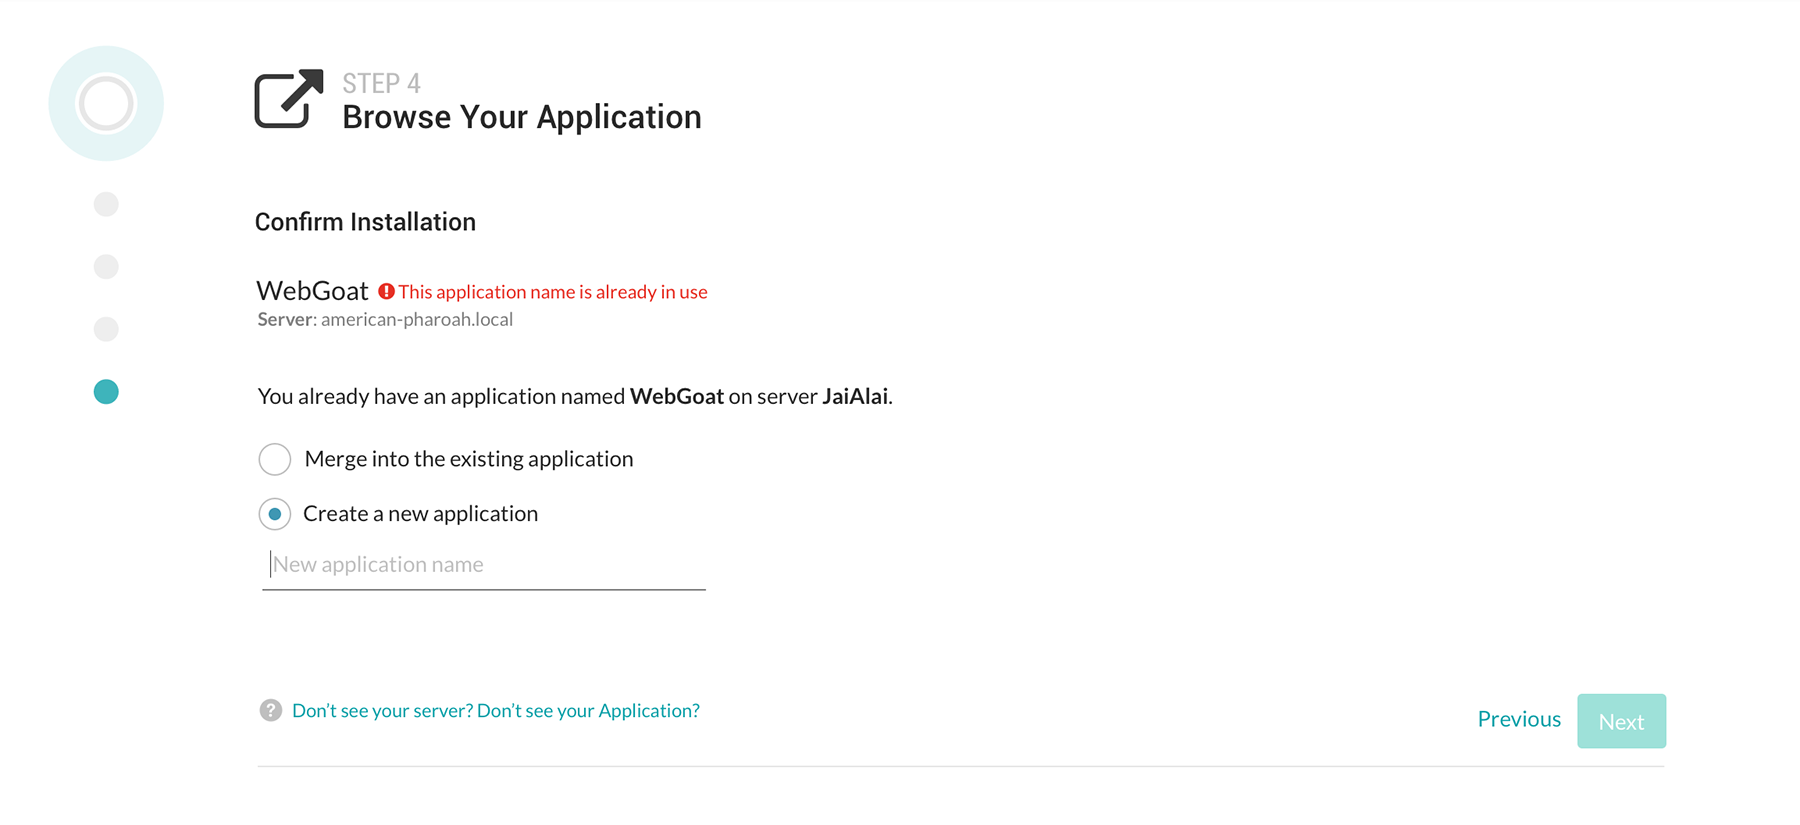 STEP 4
Browse Your Application
Confirm Installation
WebGoat ! This application name is already in use
Server: american-pharoah.local
You already have an application named WebGoat on server JaiAlai.
Merge into the existing application
Create a new application
New application name
? Don’t see your server? Don’t see your Application?
Previous Next